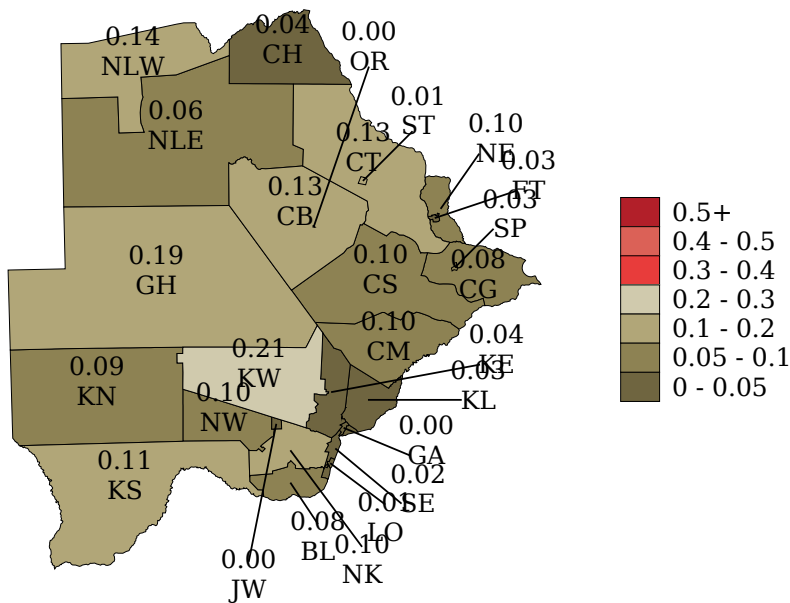 0.04
CH
0.00
OR
0.14
NLW
0.01
ST
0.06
NLE
0.13
CT
0.10
NE
0.03
FT
0.13
CB
0.03
SP
0.19
GH
0.10
CS
0.08
CG
0.10
CM
0.21
KW
0.04
KE
0.09
KN
0.03
KL
0.10
NW
0.00
GA
0.11
KS
0.02
SE
0.01
LO
0.08
BL
0.10
NK
0.00
JW
0.5+
0.4 - 0.5
0.3 - 0.4
0.2 - 0.3
0.1 - 0.2
0.05 - 0.1
0 - 0.05